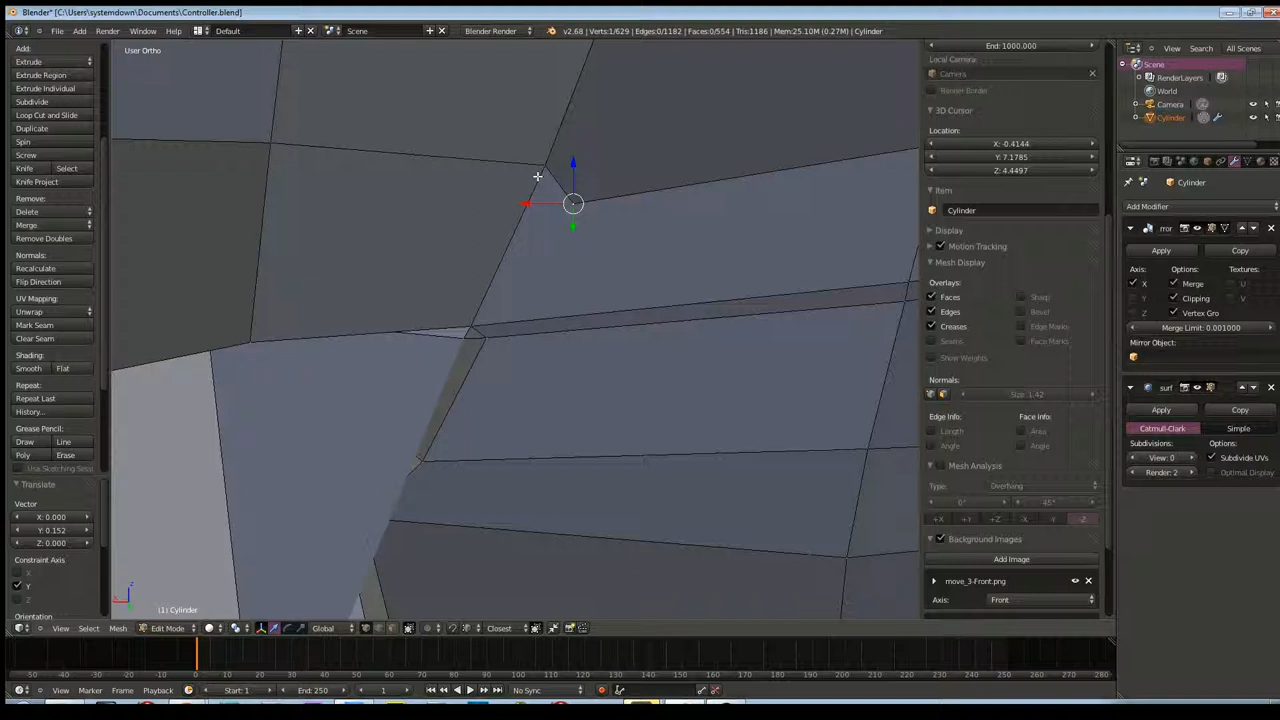 Blender* [C:\Users\systemdown\Documents\Controller.blend]
File Add Render Window Help Default Scene Blender Render v2.68 | Verts:1/629 | Edges:0/1182 | Faces:0/554 | Tris:1186 | Mem:25.10M (0.27M) | Cylinder
Add:
Extrude
Extrude Region
Extrude Individual
Subdivide
Loop Cut and Slide
Duplicate
Spin
Screw
Knife Select
Knife Project
Remove:
Delete
Merge
Remove Doubles
Normals:
Recalculate
Flip Direction
UV Mapping:
Unwrap
Mark Seam
Clear Seam
Shading:
Smooth Flat
Repeat:
Repeat Last
History...
Grease Pencil:
Draw Line
Poly Erase
Use Sketching Sessi
Translate
Vector
X: 0.000
Y: 0.152
Z: 0.000
Constraint Axis
X
Y
Z
Orientation
User Ortho
(1) Cylinder
End: 1000.000
Local Camera:
Camera
Render Border
3D Cursor
Location:
X: -0.4144
Y: 7.1785
Z: 4.4497
Item
Cylinder
Display
Motion Tracking
Mesh Display
Overlays:
Faces Sharp
Edges Bevel
Creases Edge Marks
Seams Face Marks
Show Weights
Normals:
Size: 1.42
Edge Info: Face Info:
Length Area
Angle Angle
Mesh Analysis
Type: Overhang
0° 45°
+X +Y +Z -X -Y -Z
Background Images
Add Image
move_3-Front.png
Axis: Front
View Search All Scenes
Scene
RenderLayers
World
Camera
Cylinder
Cylinder
Add Modifier
rror
Apply Copy
Axis: Options: Textures:
X Merge U
Y Clipping V
Z Vertex Gro
Merge Limit: 0.001000
Mirror Object:
surf
Apply Copy
Catmull-Clark Simple
Subdivisions: Options:
View: 0 Subdivide UVs
Render: 2 Optimal Display
View Select Mesh Edit Mode Global Closest
-50 -40 -30 -20 -10 0 10 20 30 40 50 60 70 80 90 100 110 120 130 140 150 160 170 180 190 200 210 220 230 240 250 260 270 280
View Marker Frame Playback Start: 1 End: 250 1 No Sync